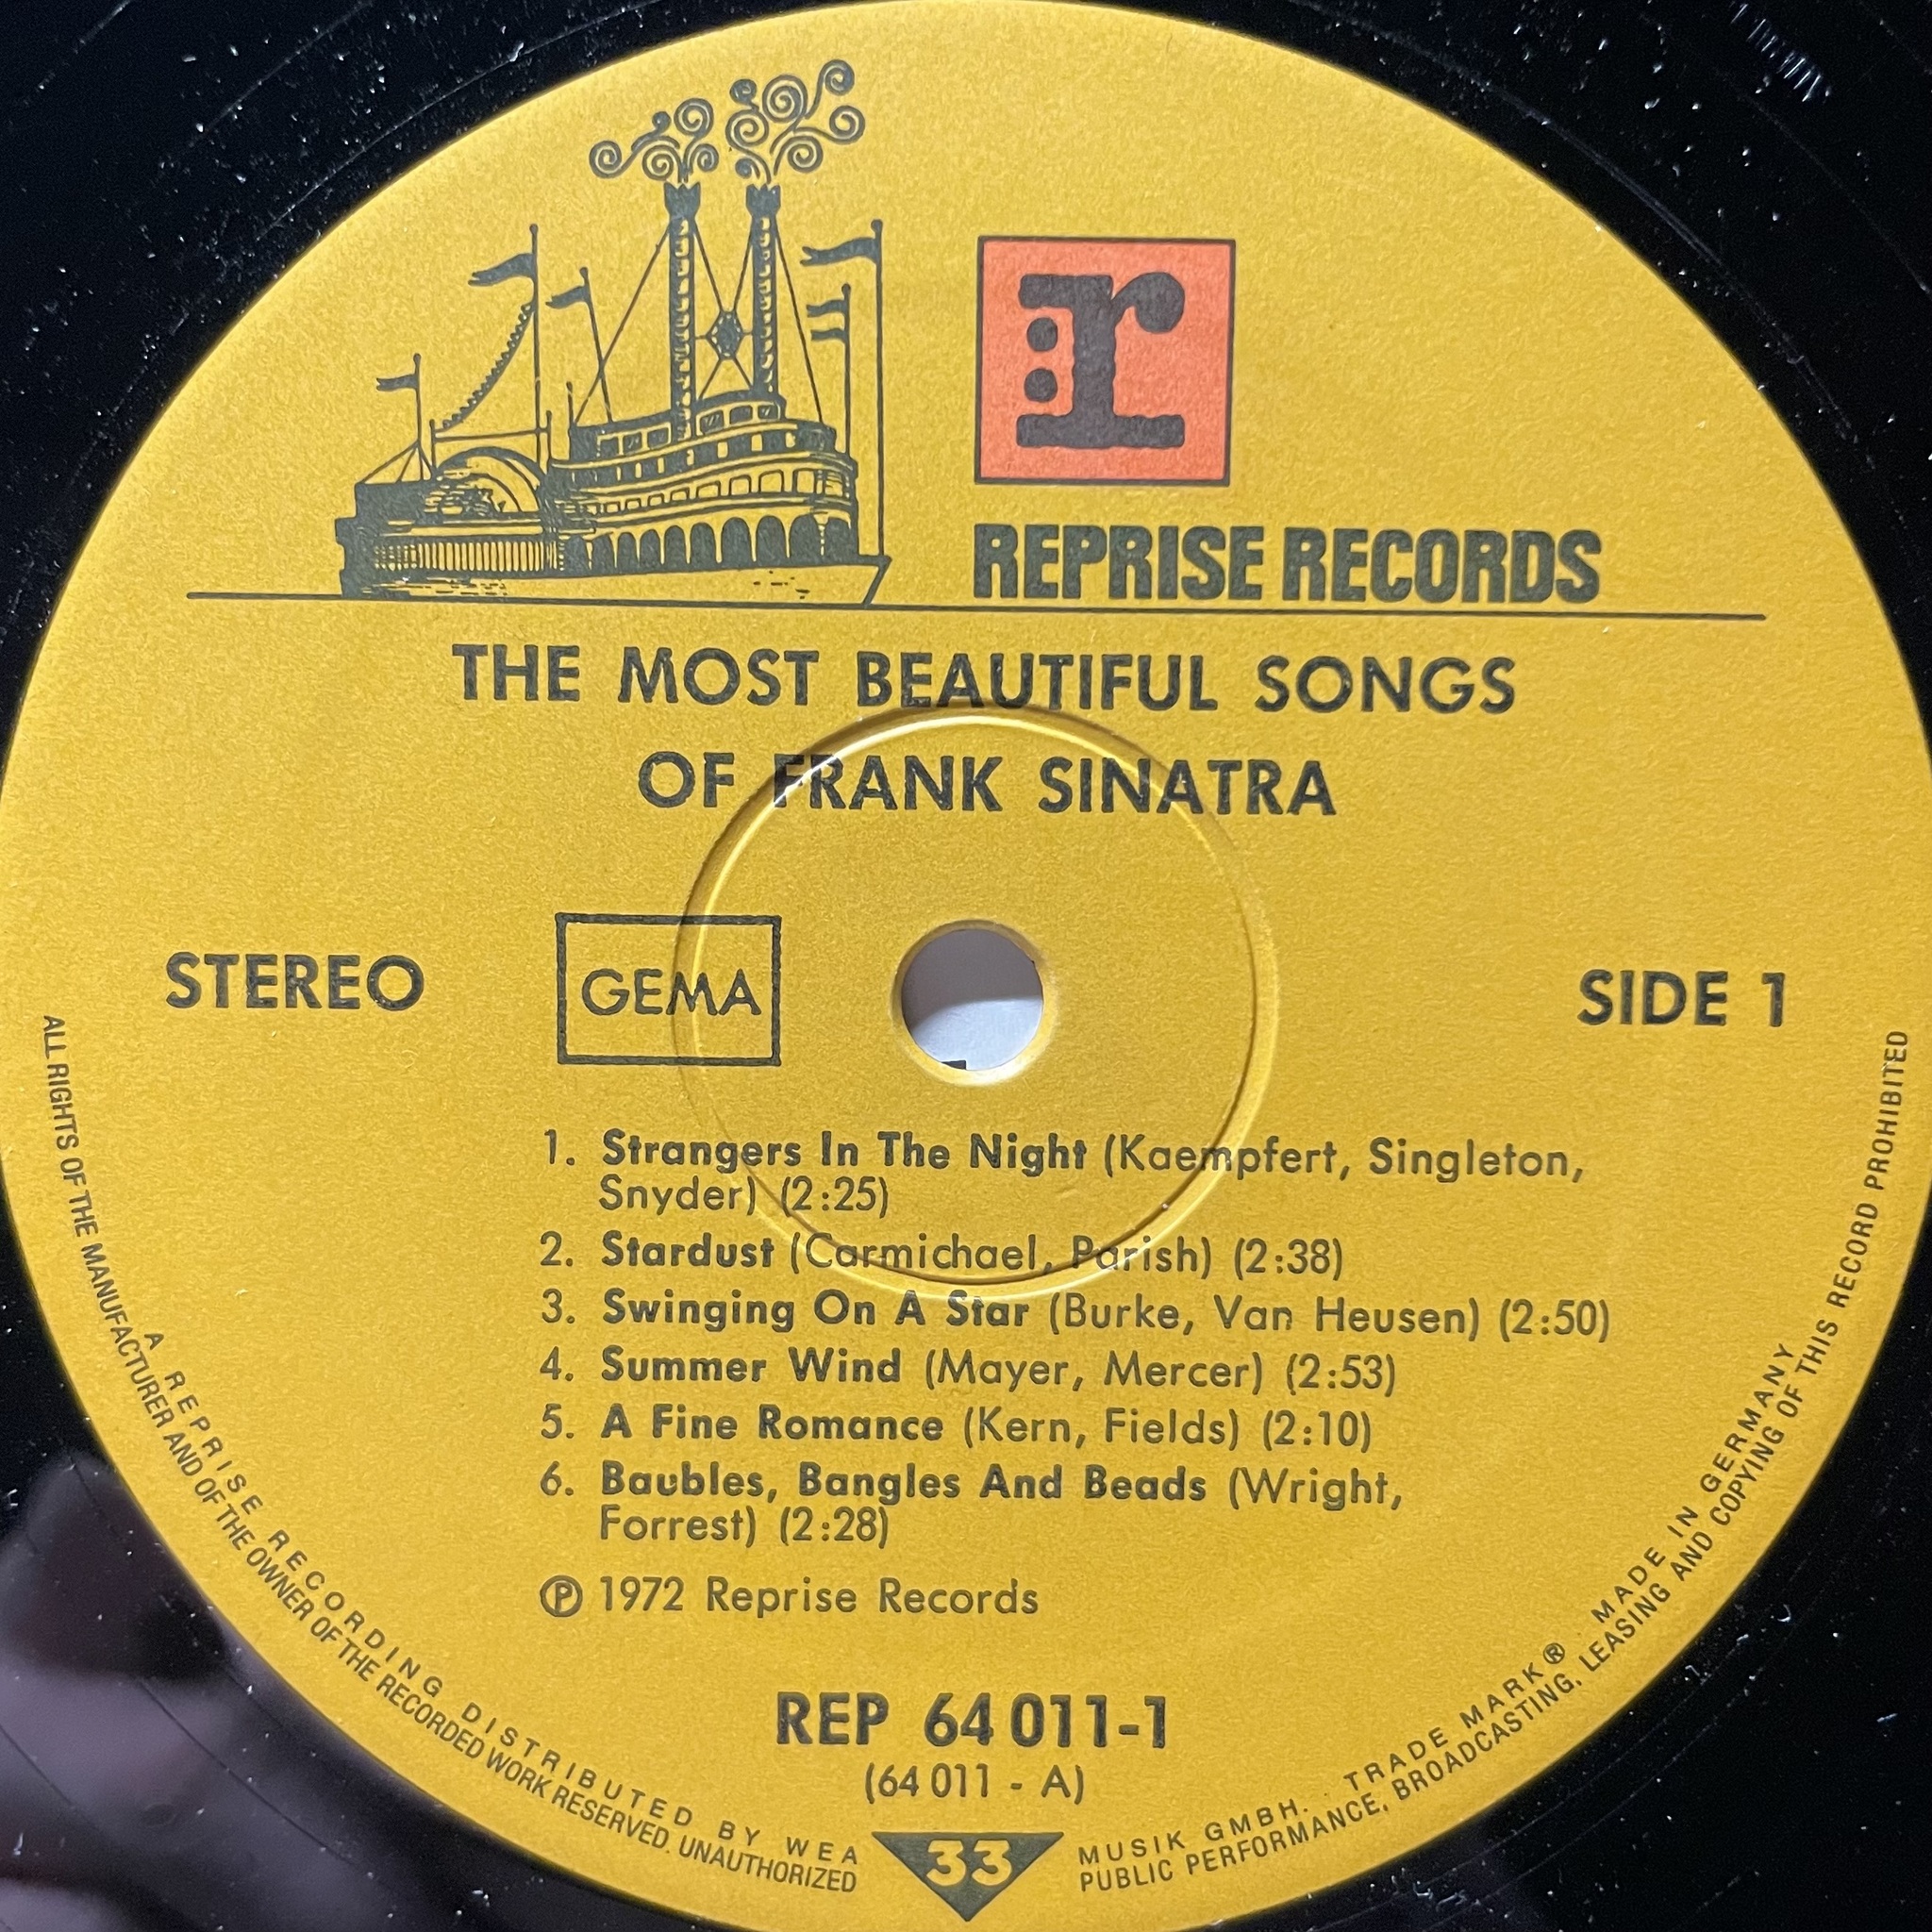 r
REPRISE RECORDS
THE MOST BEAUTIFUL SONGS
OF FRANK SINATRA
STEREO
GEMA
SIDE 1
1. Strangers In The Night (Kaempfert, Singleton,
Snyder) (2:25)
2. Stardust (Carmichael, Parish) (2:38)
3. Swinging On A Star (Burke, Van Heusen) (2:50)
4. Summer Wind (Mayer, Mercer) (2:53)
5. A Fine Romance (Kern, Fields) (2:10)
6. Baubles, Bangles And Beads (Wright,
Forrest) (2:28)
℗ 1972 Reprise Records
REP 64 011-1
(64 011 - A)
33
A REPRISE RECORDING DISTRIBUTED BY WEA MUSIK GMBH. TRADE MARK® MADE IN GERMANY
ALL RIGHTS OF THE MANUFACTURER AND OF THE OWNER OF THE RECORDED WORK RESERVED. UNAUTHORIZED PUBLIC PERFORMANCE, BROADCASTING, LEASING AND COPYING OF THIS RECORD PROHIBITED